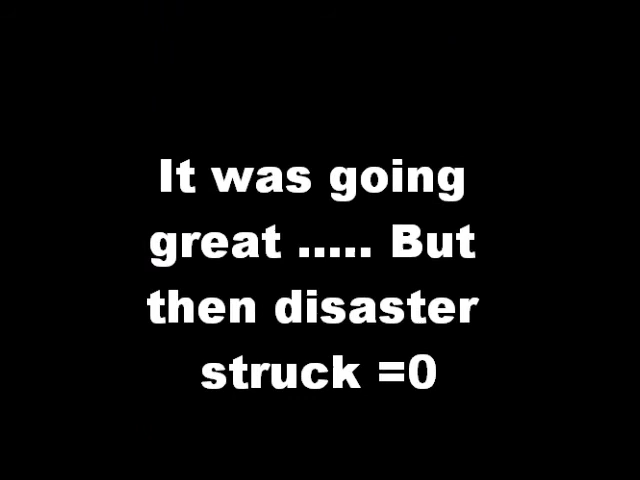 It was going
great ..... But
then disaster
struck =0